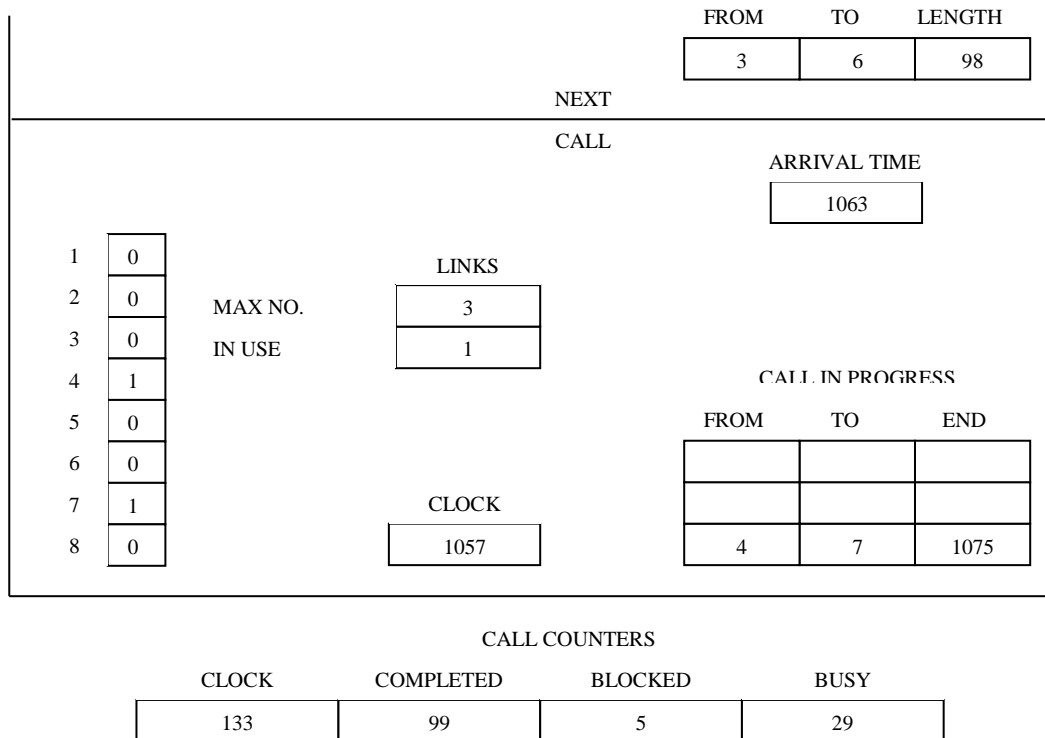 FROM TO LENGTH
3 6 98
NEXT
CALL
ARRIVAL TIME
1063
1 0
LINKS
2 0
MAX NO. 3
3 0
IN USE 1
4 1
CALL IN PROGRESS
5 0
FROM TO END
6 0
7 1
CLOCK
8 0
1057
4 7 1075
CALL COUNTERS
CLOCK COMPLETED BLOCKED BUSY
133 99 5 29